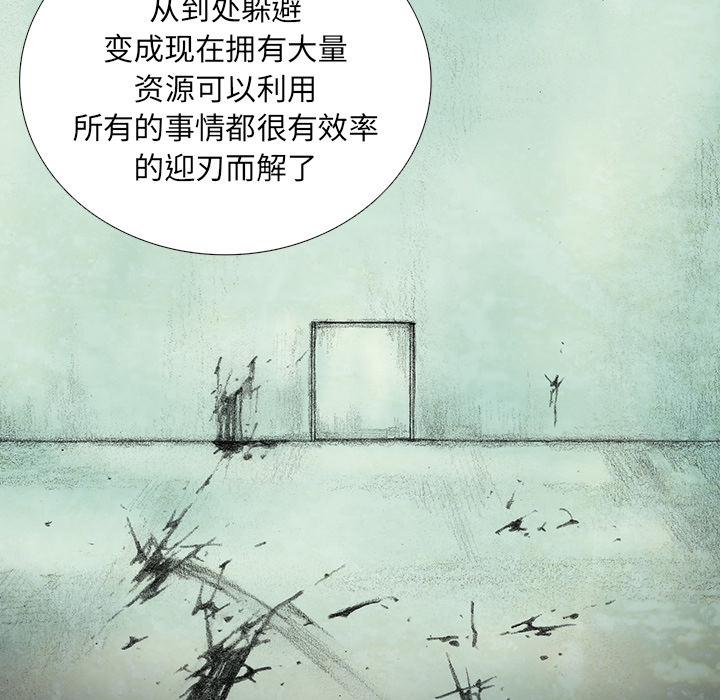 从到处躲避
变成现在拥有大量
资源可以利用
所有的事情都很有效率
的迎刃而解了